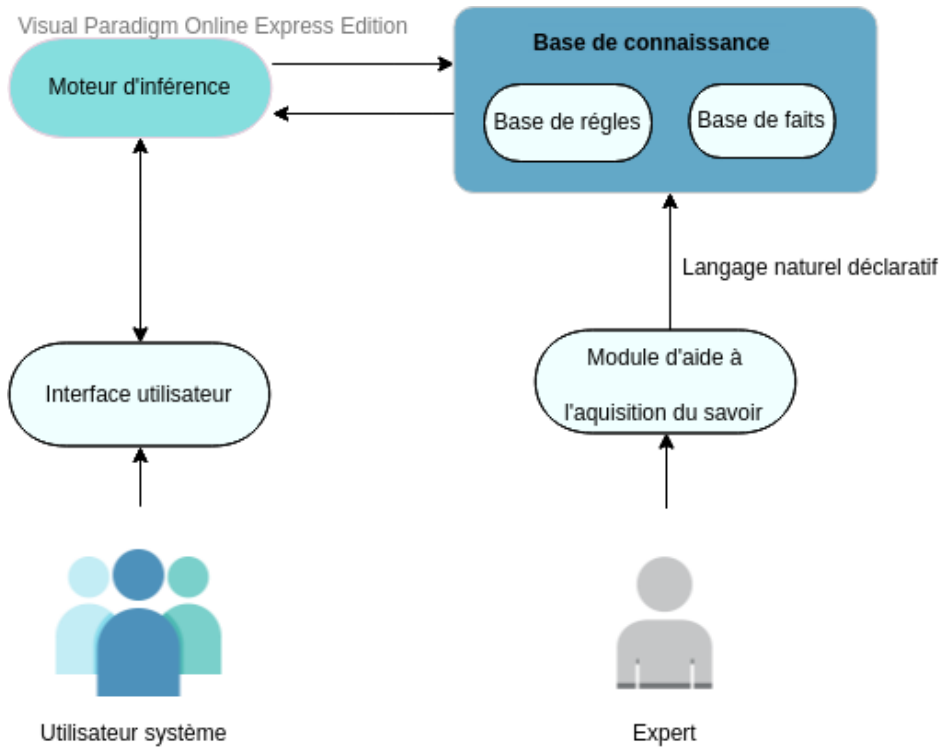 Visual Paradigm Online Express Edition
Moteur d'inférence
Base de connaissance
Base de régles
Base de faits
Langage naturel déclaratif
Interface utilisateur
Module d'aide à
l'aquisition du savoir
Utilisateur système
Expert